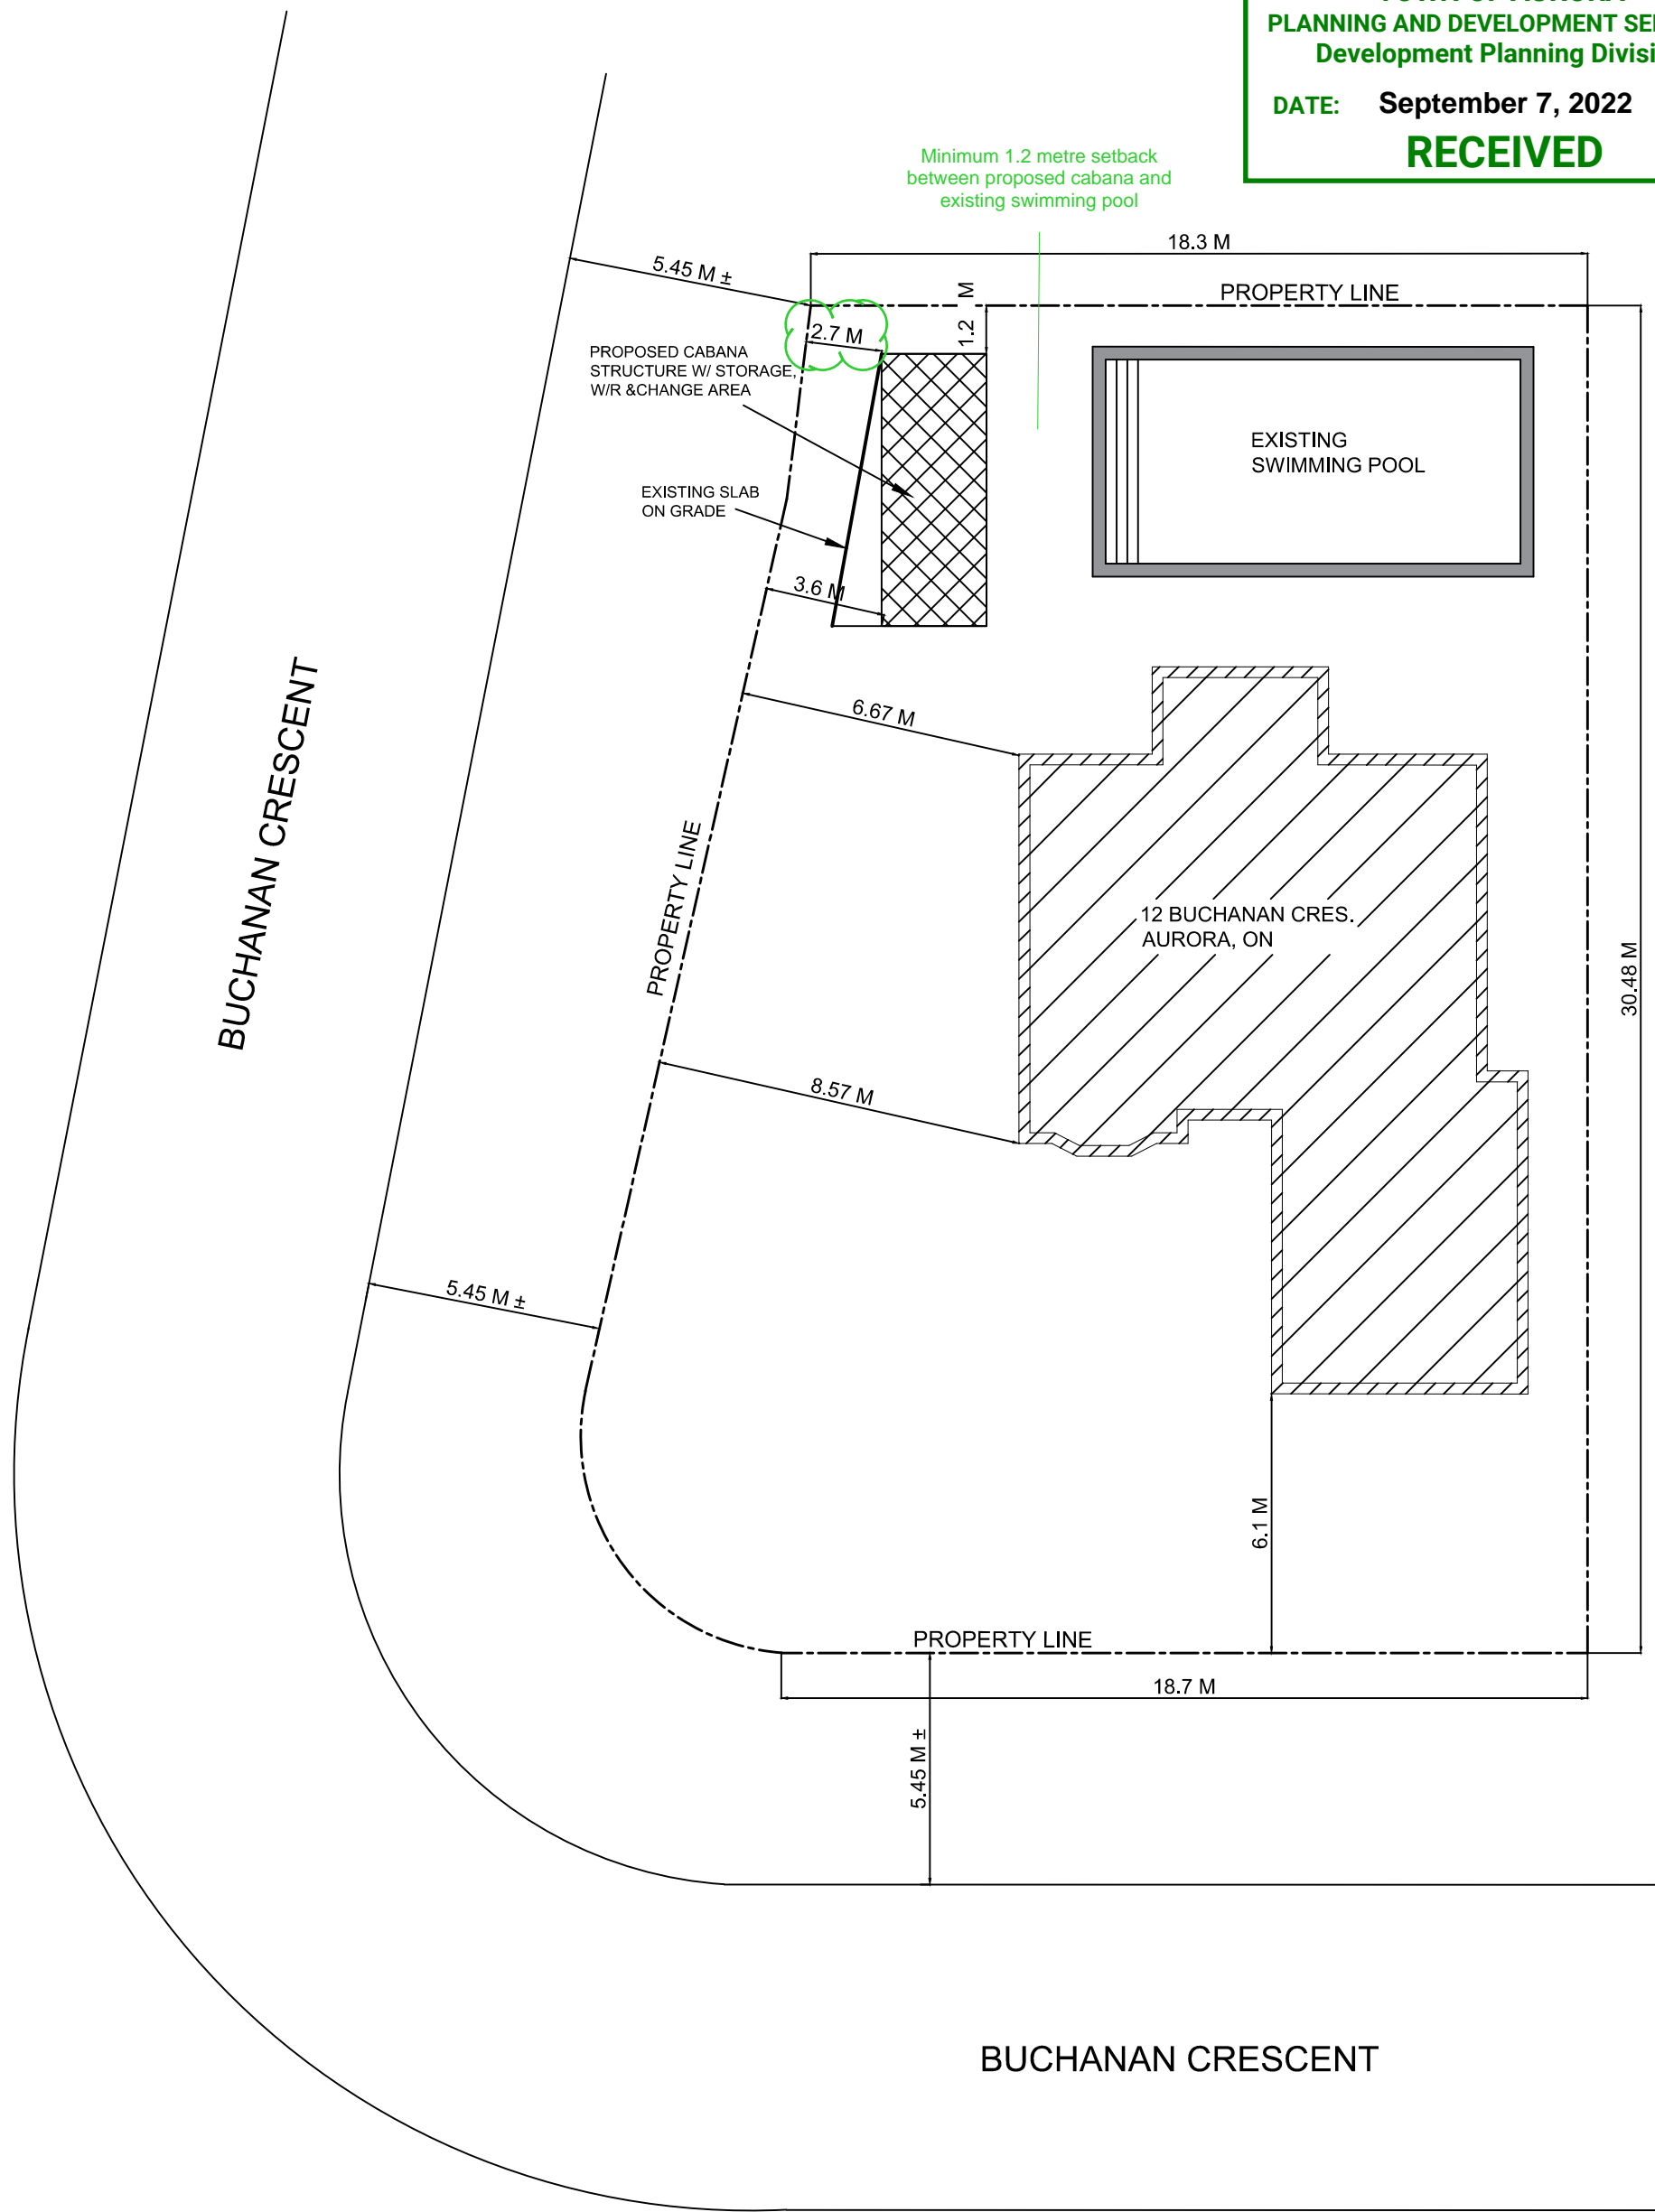 PLANNING AND DEVELOPMENT
Development Planning
DATE: September 7, 2022
RECEIVED
Minimum 1.2 metre setback
between proposed cabana and
existing swimming pool
18.3 M
5.45 M ±
PROPERTY LINE
1.2 M
2.7 M
PROPOSED CABANA
STRUCTURE W/ STORAGE,
W/R &CHANGE AREA
EXISTING
SWIMMING POOL
EXISTING SLAB
ON GRADE
3.6 M
6.67 M
BUCHANAN CRESCENT
PROPERTY LINE
12 BUCHANAN CRES.
AURORA, ON
30.48 M
8.57 M
5.45 M ±
6.1 M
PROPERTY LINE
18.7 M
5.45 M ±
BUCHANAN CRESCENT